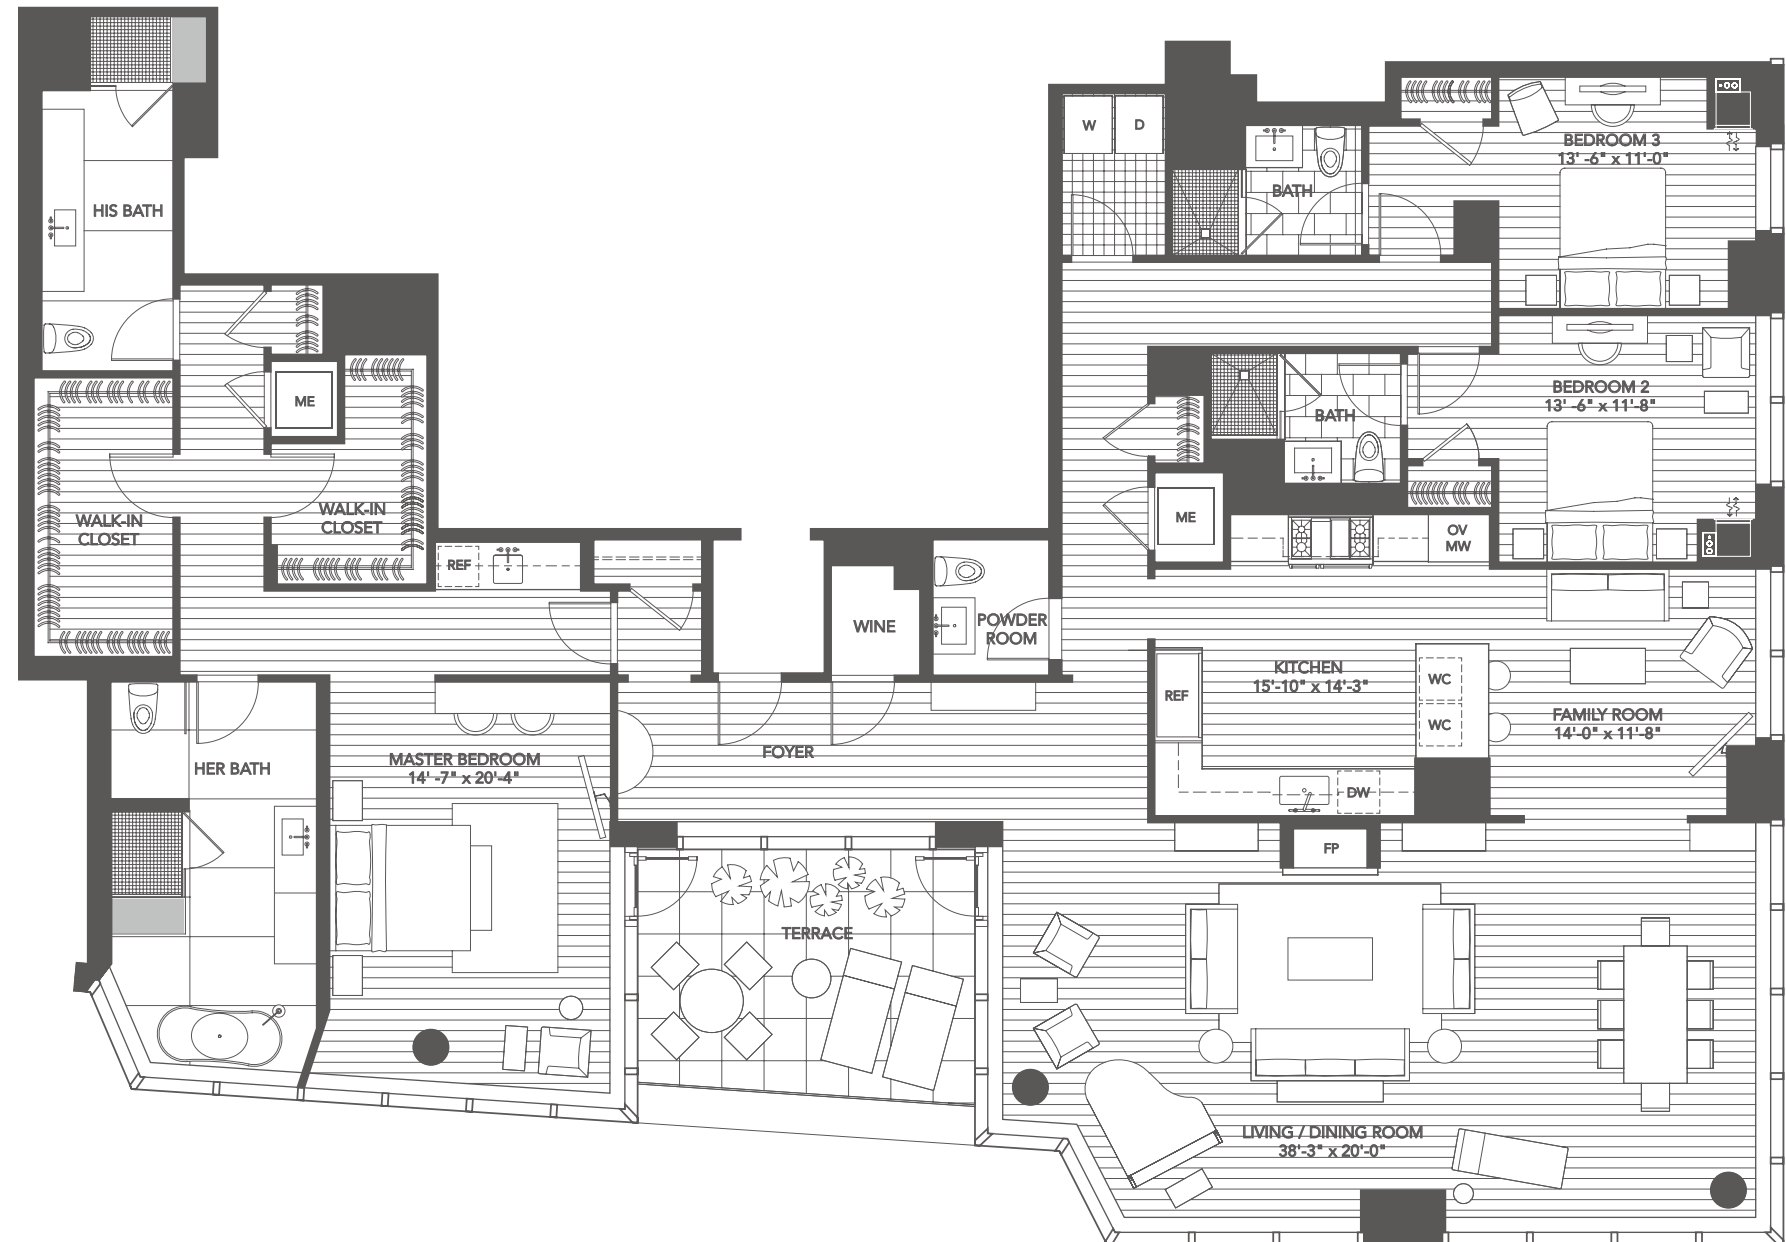 W
D
BEDROOM 3
13' -6" x 11'-0"
BATH
HIS BATH
ME
BEDROOM 2
13' -6" x 11'-8"
BATH
WALK-IN
CLOSET
WALK-IN
CLOSET
ME
OV
MW
REF
WINE
POWDER
ROOM
KITCHEN
15'-10" x 14'-3"
REF
WC
WC
FAMILY ROOM
14'-0" x 11'-8"
FOYER
MASTER BEDROOM
14' -7" x 20'-4"
HER BATH
DW
FP
TERRACE
LIVING / DINING ROOM
38'-3" x 20'-0"